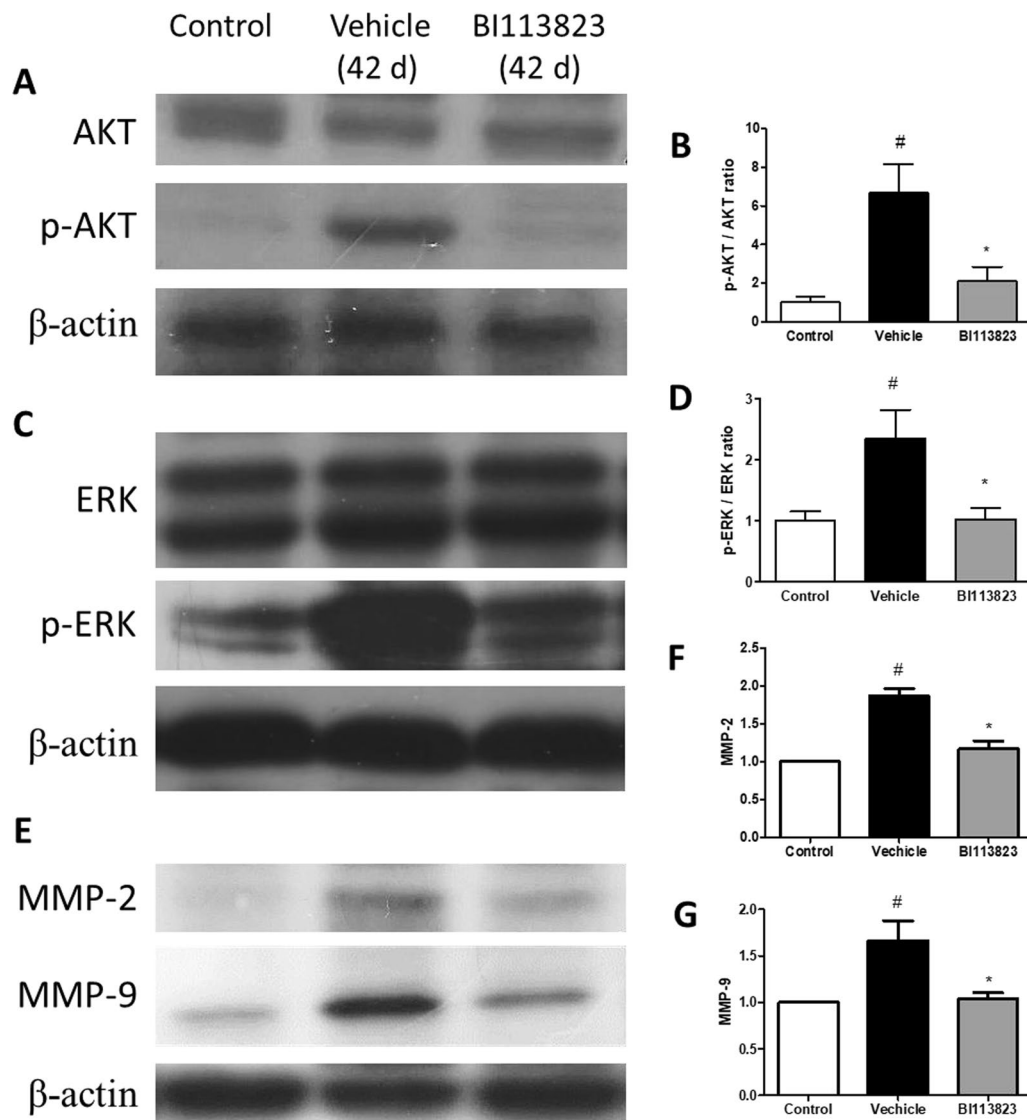 Control Vehicle BI113823
(42 d) (42 d)
A
AKT
p-AKT
β-actin
B
p-AKT / AKT ratio
10
8
6
4
2
0
#
*
Control Vehicle BI113823
C
ERK
p-ERK
β-actin
D
p-ERK / ERK ratio
3
2
1
0
#
*
Control Vehicle BI113823
E
MMP-2
MMP-9
β-actin
F
MMP-2
2.5
2.0
1.5
1.0
0.5
0.0
#
*
Control Vechicle BI113823
G
MMP-9
2.0
1.5
1.0
0.5
0.0
#
*
Control Vehicle BI113823